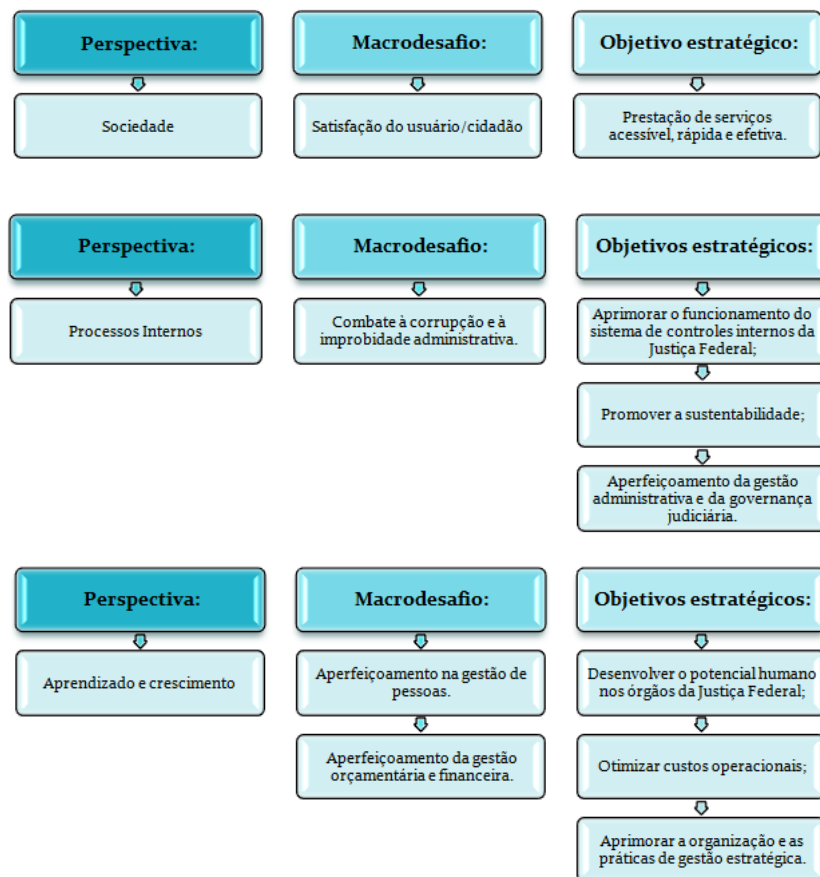 Perspectiva:
Macrodesafio:
Objetivo estratégico:
Sociedade
Satisfação do usuário/cidadão
Prestação de serviços
acessível, rápida e efetiva.
Perspectiva:
Macrodesafio:
Objetivos estratégicos:
Processos Internos
Combate à corrupção e à
improbidade administrativa.
Aprimorar o funcionamento do
sistema de controles internos da
Justiça Federal;
Promover a sustentabilidade;
Aperfeiçoamento da gestão
administrativa e da governança
judiciária.
Perspectiva:
Macrodesafio:
Objetivos estratégicos:
Aprendizado e crescimento
Aperfeiçoamento na gestão de
pessoas.
Aperfeiçoamento da gestão
orçamentária e financeira.
Desenvolver o potencial humano
nos órgãos da Justiça Federal;
Otimizar custos operacionais;
Aprimorar a organização e as
práticas de gestão estratégica.